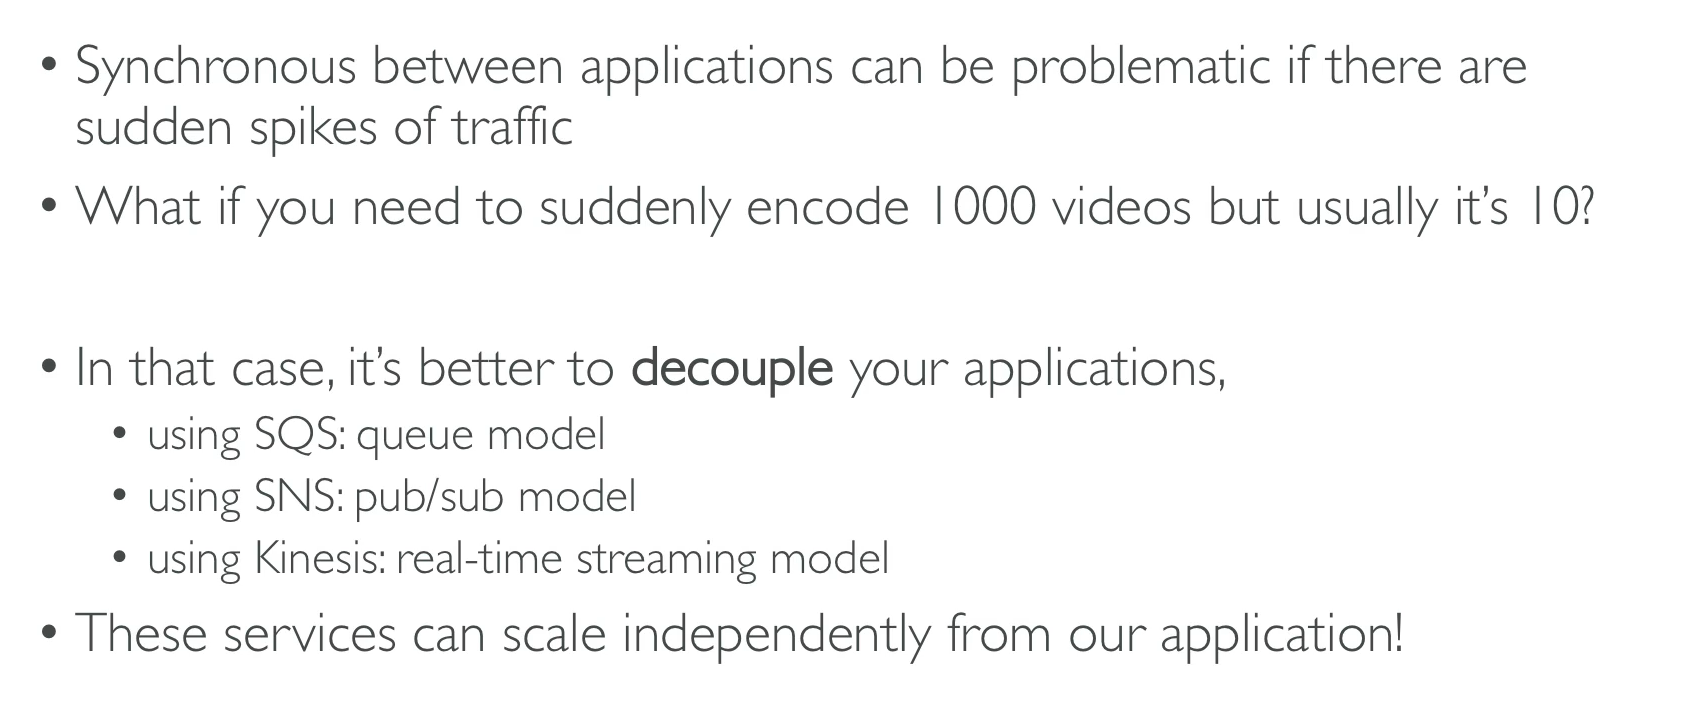 • Synchronous between applications can be problematic if there are
sudden spikes of traffic
• What if you need to suddenly encode 1000 videos but usually it’s 10?
• In that case, it’s better to decouple your applications,
• using SQS: queue model
• using SNS: pub/sub model
• using Kinesis: real-time streaming model
• These services can scale independently from our application!